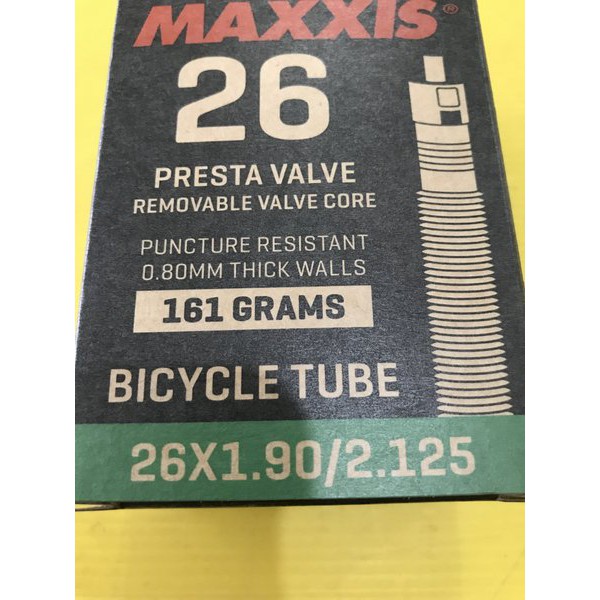 MAXXIS®
26
PRESTA VALVE
REMOVABLE VALVE CORE
PUNCTURE RESISTANT
0.80MM THICK WALLS
161 GRAMS
BICYCLE TUBE
26X1.90/2.125